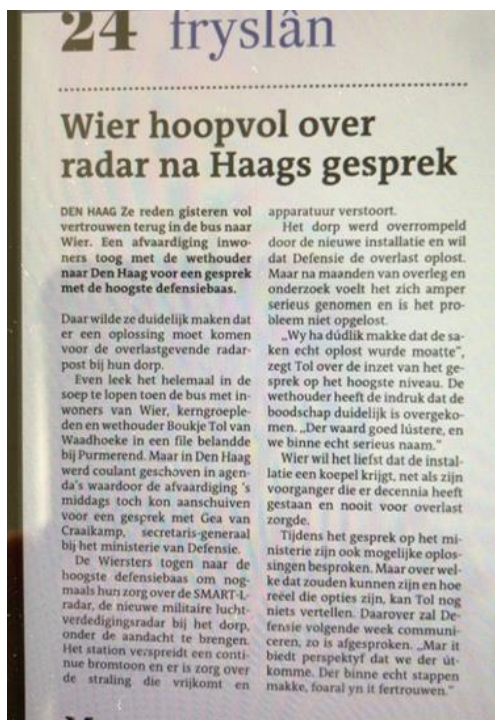 24 fryslân
Wier hoopvol over
radar na Haags gesprek
DEN HAAG Ze reden gisteren vol
vertrouwen terug in de bus naar
Wier. Een afvaardiging inwo-
ners toog met de wethouder
naar Den Haag voor een gesprek
met de hoogste defensiebaas.
Daar wilde ze duidelijk maken dat
er een oplossing moet komen
voor de overlastgevende radar-
post bij hun dorp.
Even leek het helemaal in de
soep te lopen toen de bus met in-
woners van Wier, kerngroeple-
den en wethouder Boukje Tol van
Waadhoeke in een file belandde
bij Purmerend. Maar in Den Haag
werd coulant geschoven in agen-
da's waardoor de afvaardiging 's
middags toch kon aanschuiven
voor een gesprek met Gea van
Craaikamp, secretaris-generaal
bij het ministerie van Defensie.
De Wiersters togen naar de
hoogste defensiebaas om nog-
maals hun zorg over de SMART-L-
radar, de nieuwe militaire lucht-
verdedigingsradar bij het dorp,
onder de aandacht te brengen.
Het station verspreidt een conti-
nue bromtoon en er is zorg over
de straling die vrijkomt en
apparatuur verstoort.
Het dorp werd overrompeld
door de nieuwe installatie en wil
dat Defensie de overlast oplost.
Maar na maanden van overleg en
onderzoek voelt het zich amper
serieus genomen en is het pro-
bleem niet opgelost.
„Wy ha dúdlik makke dat de sa-
ken echt oplost wurde moatte",
zegt Tol over de inzet van het ge-
sprek op het hoogste niveau. De
wethouder heeft de indruk dat de
boodschap duidelijk is overgeko-
men. „Der waard goed lústere, en
we binne echt serieus naam."
Wier wil het liefst dat de instal-
latie een koepel krijgt, net als zijn
voorganger die er decennia heeft
gestaan en nooit voor overlast
zorgde.
Tijdens het gesprek op het mi-
nisterie zijn ook mogelijke oplos-
singen besproken. Maar over wel-
ke dat zouden kunnen zijn en hoe
reëel die opties zijn, kan Tol nog
niets vertellen. Daarover zal De-
fensie volgende week communi-
ceren, zo is afgesproken. „Mar it
biedt perspektyf dat we der út-
komme. Der binne echt stappen
makke, foaral yn it fertrouwen."